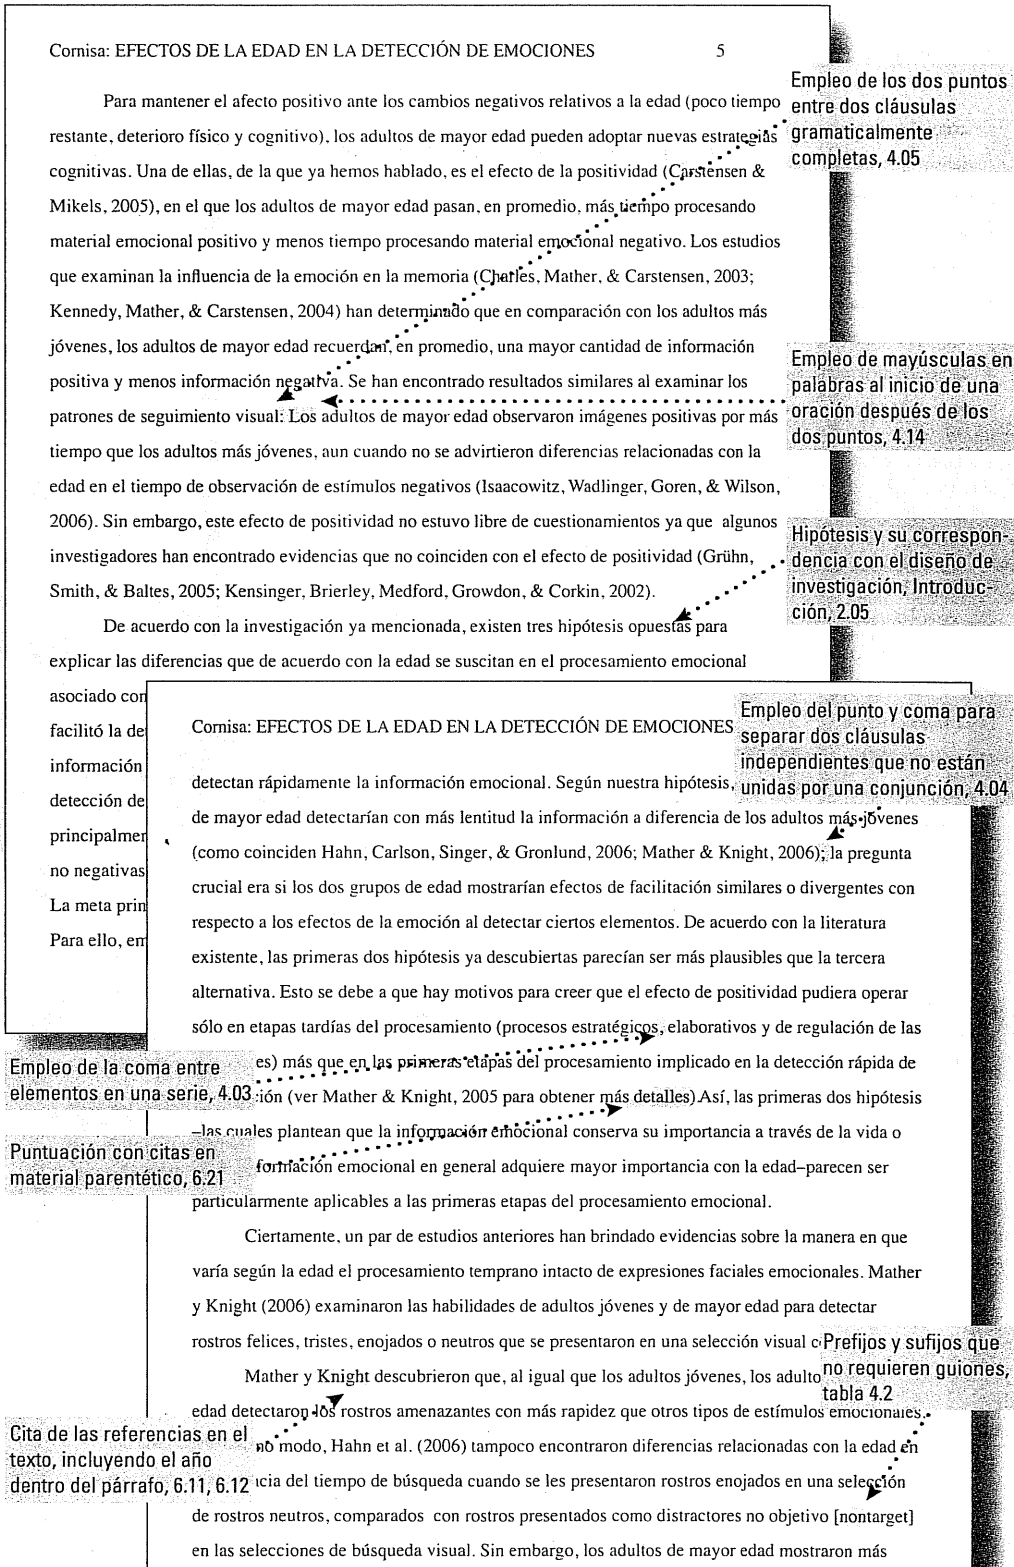 Cornisa: EFECTOS DE LA EDAD EN LA DETECCIÓN DE EMOCIONES 5
Para mantener el afecto positivo ante los cambios negativos relativos a la edad (poco tiempo
restante, deterioro físico y cognitivo), los adultos de mayor edad pueden adoptar nuevas estrategias
cognitivas. Una de ellas, de la que ya hemos hablado, es el efecto de la positividad (Carstensen &
Mikels, 2005), en el que los adultos de mayor edad pasan, en promedio, más tiempo procesando
material emocional positivo y menos tiempo procesando material emocional negativo. Los estudios
que examinan la influencia de la emoción en la memoria (Charles, Mather, & Carstensen, 2003;
Kennedy, Mather, & Carstensen, 2004) han determinado que en comparación con los adultos más
jóvenes, los adultos de mayor edad recuerdan, en promedio, una mayor cantidad de información
positiva y menos información negativa. Se han encontrado resultados similares al examinar los
patrones de seguimiento visual: Los adultos de mayor edad observaron imágenes positivas por más
tiempo que los adultos más jóvenes, aun cuando no se advirtieron diferencias relacionadas con la
edad en el tiempo de observación de estímulos negativos (Isaacowitz, Wadlinger, Goren, & Wilson,
2006). Sin embargo, este efecto de positividad no estuvo libre de cuestionamientos ya que algunos
investigadores han encontrado evidencias que no coinciden con el efecto de positividad (Grühn,
Smith, & Baltes, 2005; Kensinger, Brierley, Medford, Growdon, & Corkin, 2002).
De acuerdo con la investigación ya mencionada, existen tres hipótesis opuestas para
explicar las diferencias que de acuerdo con la edad se suscitan en el procesamiento emocional
asociado con
facilitó la de
información
detección de
principalmer
no negativas
La meta prin
Para ello, em
Empleo de los dos puntos
entre dos cláusulas
gramaticalmente
completas, 4.05
Empleo de mayúsculas en
palabras al inicio de una
oración después de los
dos puntos, 4.14
Hipótesis y su correspon-
dencia con el diseño de
investigación, Introduc-
ción, 2.05
Cornisa: EFECTOS DE LA EDAD EN LA DETECCIÓN DE EMOCIONES
detectan rápidamente la información emocional. Según nuestra hipótesis,
de mayor edad detectarían con más lentitud la información a diferencia de los adultos más jóvenes
(como coinciden Hahn, Carlson, Singer, & Gronlund, 2006; Mather & Knight, 2006); la pregunta
crucial era si los dos grupos de edad mostrarían efectos de facilitación similares o divergentes con
respecto a los efectos de la emoción al detectar ciertos elementos. De acuerdo con la literatura
existente, las primeras dos hipótesis ya descubiertas parecían ser más plausibles que la tercera
alternativa. Esto se debe a que hay motivos para creer que el efecto de positividad pudiera operar
sólo en etapas tardías del procesamiento (procesos estratégicos, elaborativos y de regulación de las
es) más que en las primeras etapas del procesamiento implicado en la detección rápida de
ión (ver Mather & Knight, 2005 para obtener más detalles).Así, las primeras dos hipótesis
–las cuales plantean que la información emocional conserva su importancia a través de la vida o
formación emocional en general adquiere mayor importancia con la edad–parecen ser
particularmente aplicables a las primeras etapas del procesamiento emocional.
Ciertamente, un par de estudios anteriores han brindado evidencias sobre la manera en que
varía según la edad el procesamiento temprano intacto de expresiones faciales emocionales. Mather
y Knight (2006) examinaron las habilidades de adultos jóvenes y de mayor edad para detectar
rostros felices, tristes, enojados o neutros que se presentaron en una selección visual c
Mather y Knight descubrieron que, al igual que los adultos jóvenes, los adulto
edad detectaron los rostros amenazantes con más rapidez que otros tipos de estímulos emocionales.
no modo, Hahn et al. (2006) tampoco encontraron diferencias relacionadas con la edad en
icia del tiempo de búsqueda cuando se les presentaron rostros enojados en una selección
de rostros neutros, comparados con rostros presentados como distractores no objetivo [nontarget]
en las selecciones de búsqueda visual. Sin embargo, los adultos de mayor edad mostraron más
Empleo del punto y coma para
separar dos cláusulas
independientes que no están
unidas por una conjunción, 4.04
Empleo de la coma entre
elementos en una serie, 4.03
Puntuación con citas en
material parentético, 6.21
Prefijos y sufijos que
no requieren guiones,
tabla 4.2
Cita de las referencias en el
texto, incluyendo el año
dentro del párrafo, 6.11, 6.12